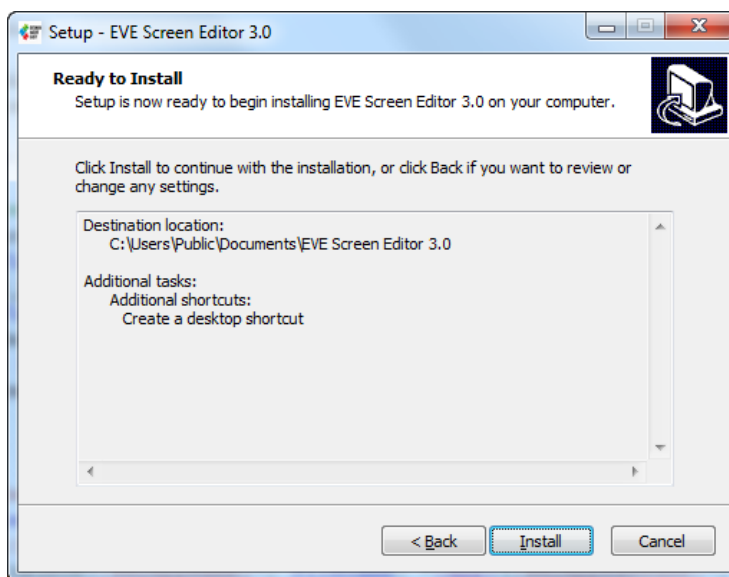 Setup - EVE Screen Editor 3.0
Ready to Install
Setup is now ready to begin installing EVE Screen Editor 3.0 on your computer.
Click Install to continue with the installation, or click Back if you want to review or
change any settings.
Destination location:
C:\Users\Public\Documents\EVE Screen Editor 3.0
Additional tasks:
Additional shortcuts:
Create a desktop shortcut
< Back
Install
Cancel